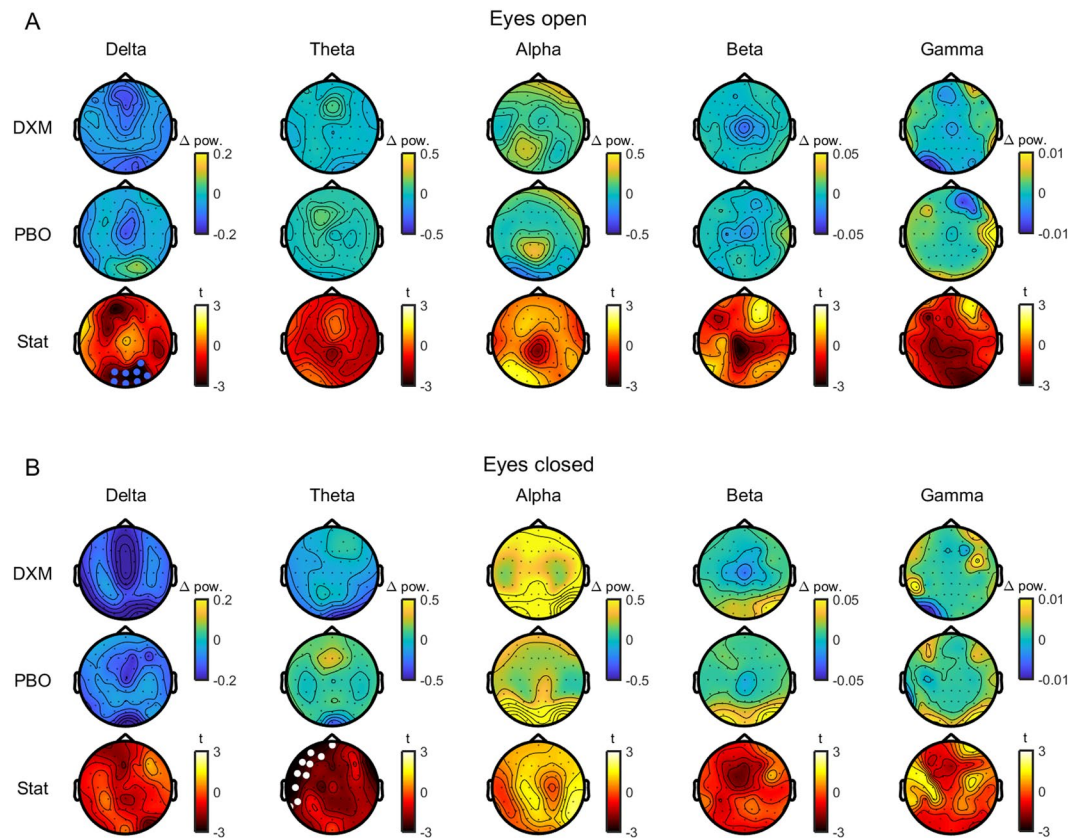 A
Eyes open
Delta Theta Alpha Beta Gamma
DXM
Δ pow. Δ pow. Δ pow. Δ pow. Δ pow.
0.2 0.5 0.5 0.05 0.01
0 0 0 0 0
PBO
-0.2 -0.5 -0.5 -0.05 -0.01
t t t t t
3 3 3 3 3
Stat 0 0 0 0 0
-3 -3 -3 -3 -3
B
Eyes closed
Delta Theta Alpha Beta Gamma
DXM
Δ pow. Δ pow. Δ pow. Δ pow. Δ pow.
0.2 0.5 0.5 0.05 0.01
0 0 0 0 0
PBO
-0.2 -0.5 -0.5 -0.05 -0.01
t t t t t
3 3 3 3 3
Stat 0 0 0 0 0
-3 -3 -3 -3 -3